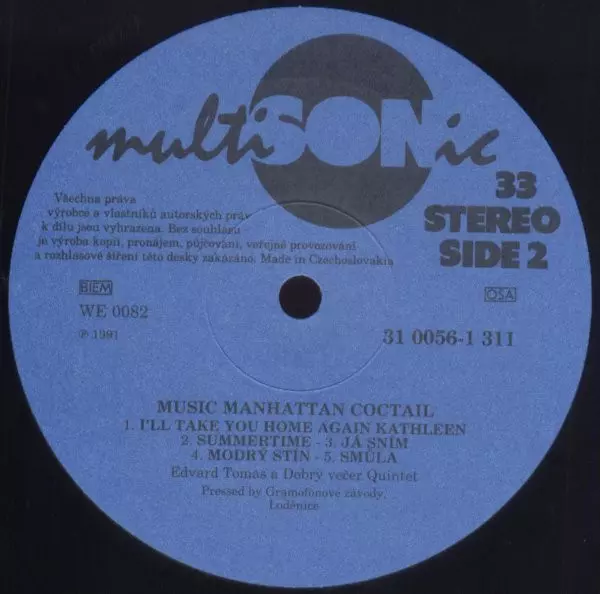 multiSONic
33
STEREO
SIDE 2
Všechna práva
výrobce a vlastníků autorských práv
k dílu jsou vyhrazena. Bez souhlasu
je výroba kopií, pronájem, půjčování, veřejné provozování
a rozhlasové šíření této desky zakázáno. Made in Czechoslovakia
BIEM
OSA
WE 0082
℗ 1991
31 0056-1 311
MUSIC MANHATTAN COCTAIL
1. I'LL TAKE YOU HOME AGAIN KATHLEEN
2. SUMMERTIME - 3. JÁ SNÍM
4. MODRÝ STÍN - 5. SMŮLA
Edvard Tomas a Dobrý večer Quintet
Pressed by Gramofonové závody,
Loděnice